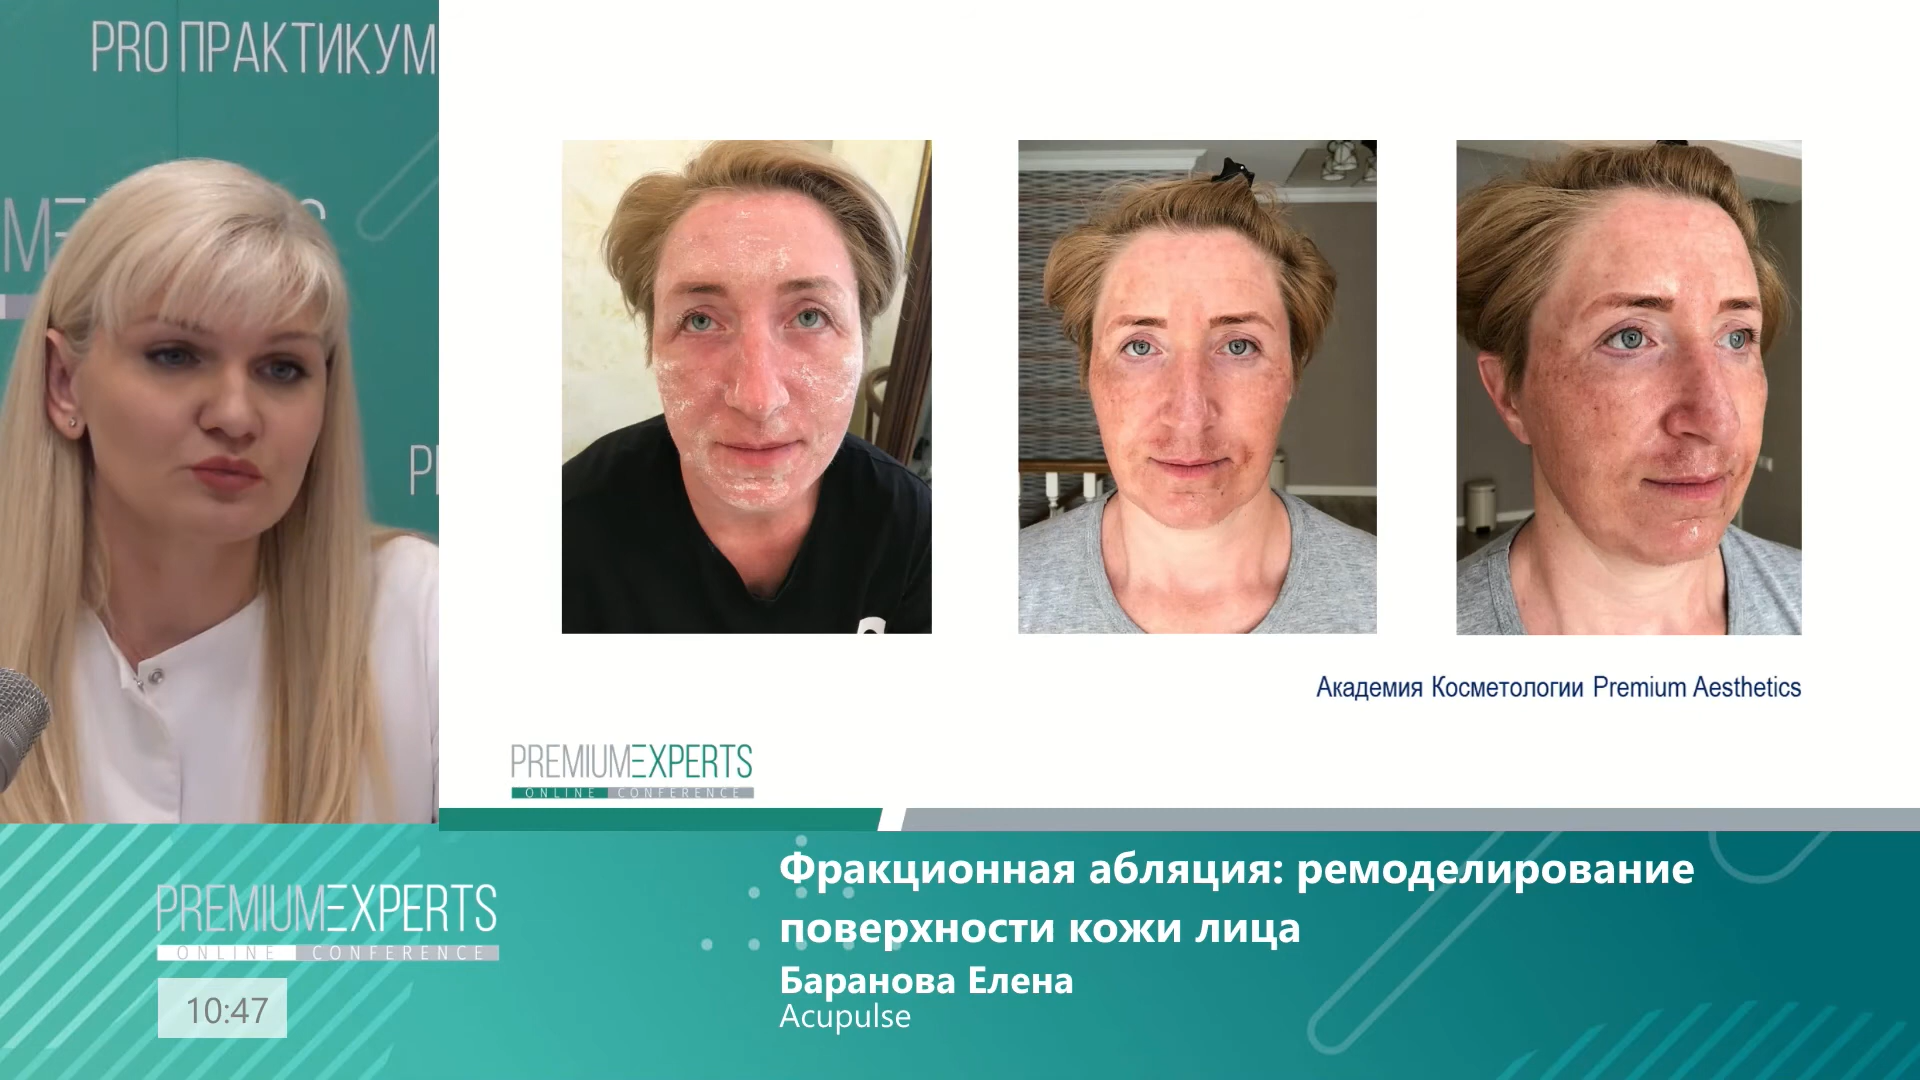 PRO ПРАКТИКУМ
Академия Косметологии Premium Aesthetics
PREMIUMEXPERTS
ONLINE CONFERENCE
PREMIUMEXPERTS
ONLINE CONFERENCE
10:47
Фракционная абляция: ремоделирование
поверхности кожи лица
Баранова Елена
Acupulse